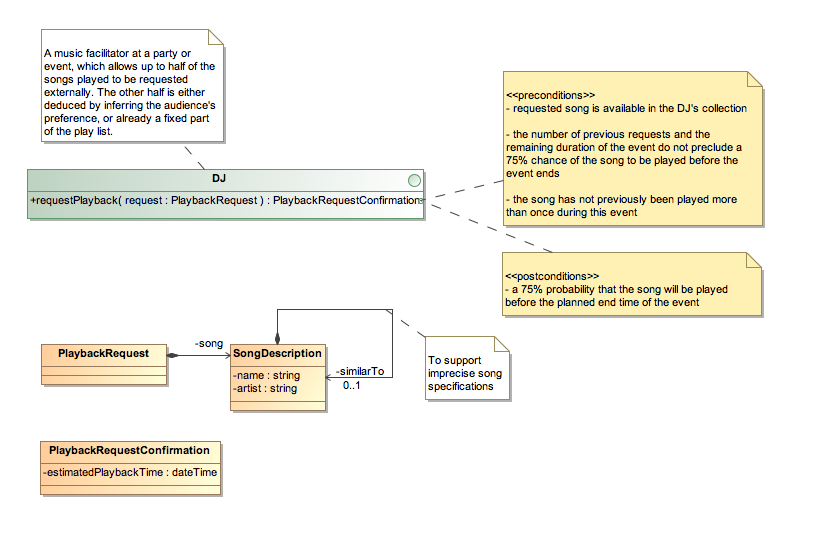 A music facilitator at a party or
event, which allows up to half of the
songs played to be requested
externally. The other half is either
deduced by inferring the audience's
preference, or already a fixed part
of the play list.
<<preconditions>>
- requested song is available in the DJ's collection
- the number of previous requests and the
remaining duration of the event do not preclude a
75% chance of the song to be played before the
event ends
- the song has not previously been played more
than once during this event
DJ
+requestPlayback( request : PlaybackRequest ) : PlaybackRequestConfirmation
<<postconditions>>
- a 75% probability that the song will be played
before the planned end time of the event
PlaybackRequest
-song
SongDescription
-name : string
-artist : string
-similarTo
0..1
To support
imprecise song
specifications
PlaybackRequestConfirmation
-estimatedPlaybackTime : dateTime